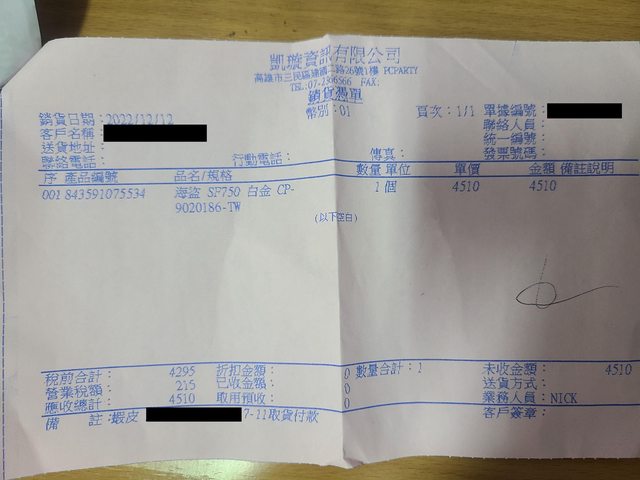 凱璇資訊有限公司
高雄市三民區建國二路26號1樓 PCPARTY
TEL:07-2366566 FAX:
銷貨憑單
銷貨日期：2022/12/12 幣別：01 頁次：1/1 單據編號：
客戶名稱： 聯絡人員：
送貨地址： 統一編號：
聯絡電話： 行動電話： 傳真： 發票號碼：
序 產品編號 品名/規格 數量 單位 單價 金額 備註說明
001 843591075534 海盜 SF750 白金 CP-9020186-TW 1 個 4510 4510
(以下空白)
稅前合計： 4295 折扣金額： 0 數量合計：1 未收金額： 4510
營業稅額： 215 已收金額： 0 送貨方式：
應收總計： 4510 取用預收： 0 業務人員：NICK
備 註：蝦皮 7-11取貨付款 客戶簽章：